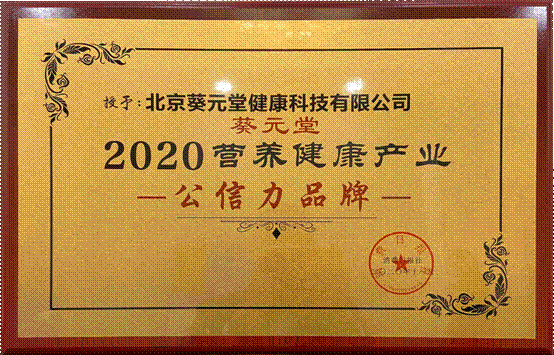 授予：北京葵元堂健康科技有限公司
葵元堂
2020营养健康产业
—公信力品牌—